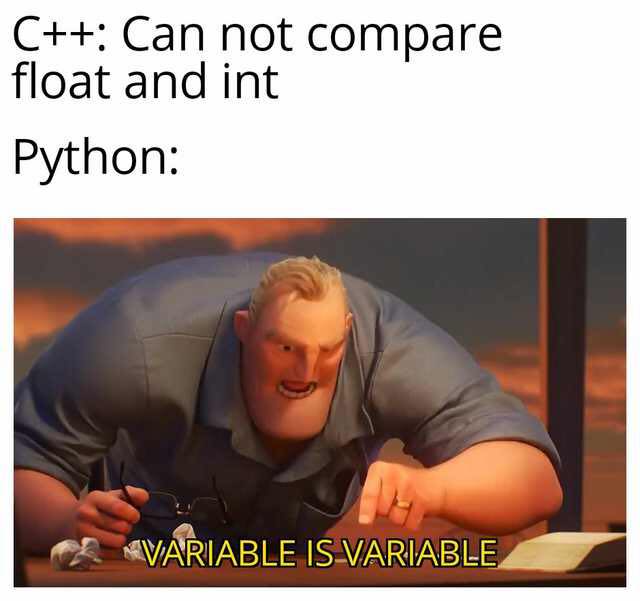 C++: Can not compare
float and int
Python:
VARIABLE IS VARIABLE